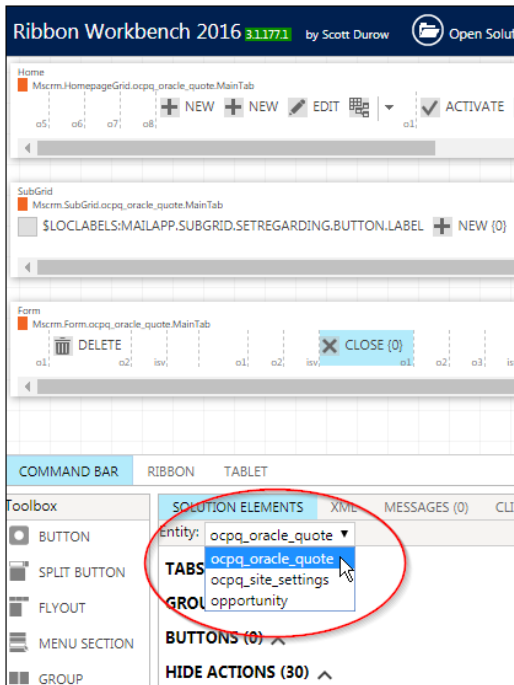 Ribbon Workbench 2016 3.1.177.1 by Scott Durow Open Solut
Home
Mscrm.HomepageGrid.ocpq_oracle_quote.MainTab
NEW NEW EDIT ACTIVATE
o5 o6 o7 o8 o1
SubGrid
Mscrm.SubGrid.ocpq_oracle_quote.MainTab
$LOCLABELS:MAILAPP.SUBGRID.SETREGARDING.BUTTON.LABEL NEW {0}
Form
Mscrm.Form.ocpq_oracle_quote.MainTab
DELETE CLOSE {0}
o1 o2 isv o1 o2 isv o1 o2 o3 is
COMMAND BAR RIBBON TABLET
Toolbox SOLUTION ELEMENTS XML MESSAGES (0) CLI
Entity: ocpq_oracle_quote
BUTTON
ocpq_oracle_quote
TABS
SPLIT BUTTON
ocpq_site_settings
FLYOUT
GROU
opportunity
MENU SECTION
BUTTONS (0)
GROUP
HIDE ACTIONS (30)